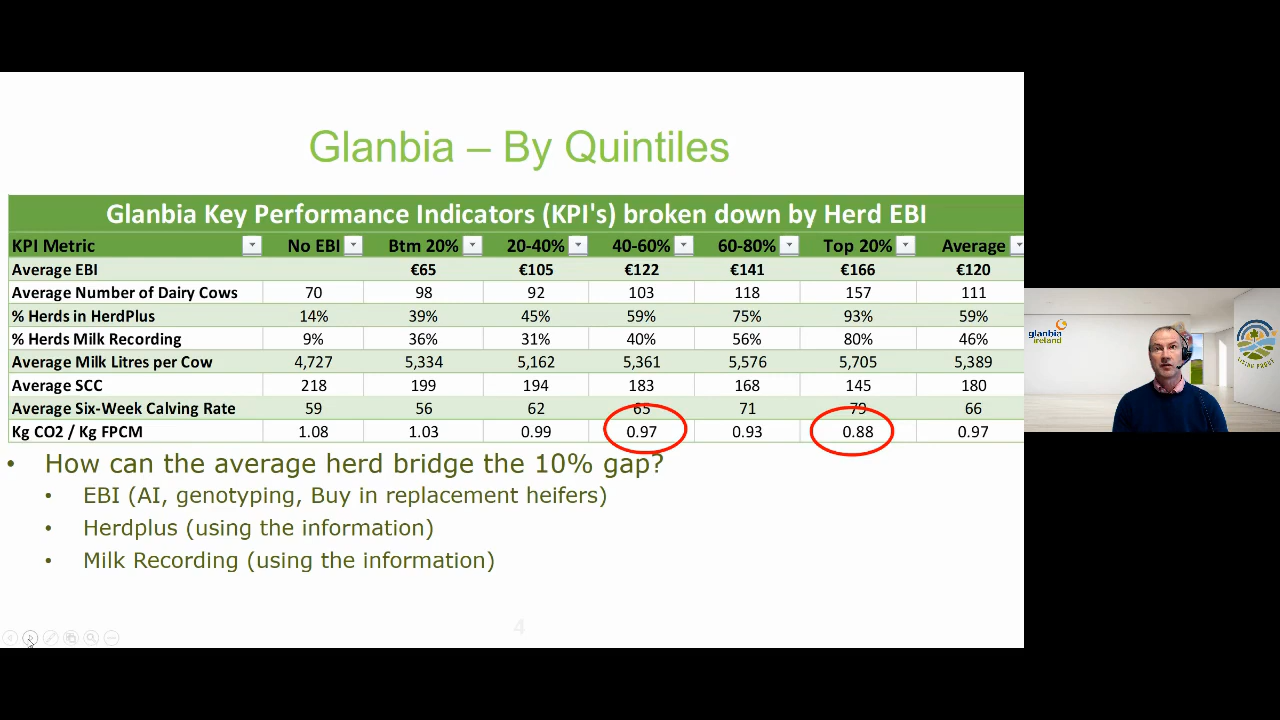 Glanbia – By Quintiles
Glanbia Key Performance Indicators (KPI's) broken down by Herd EBI
KPI Metric No EBI Btm 20% 20-40% 40-60% 60-80% Top 20% Average
Average EBI €65 €105 €122 €141 €166 €120
Average Number of Dairy Cows 70 98 92 103 118 157 111
% Herds in HerdPlus 14% 39% 45% 59% 75% 93% 59%
% Herds Milk Recording 9% 36% 31% 40% 56% 80% 46%
Average Milk Litres per Cow 4,727 5,334 5,162 5,361 5,576 5,705 5,389
Average SCC 218 199 194 183 168 145 180
Average Six-Week Calving Rate 59 56 62 65 71 79 66
Kg CO2 / Kg FPCM 1.08 1.03 0.99 0.97 0.93 0.88 0.97
• How can the average herd bridge the 10% gap?
• EBI (AI, genotyping, Buy in replacement heifers)
• Herdplus (using the information)
• Milk Recording (using the information)
4
glanbia
ireland
LIVING PROOF